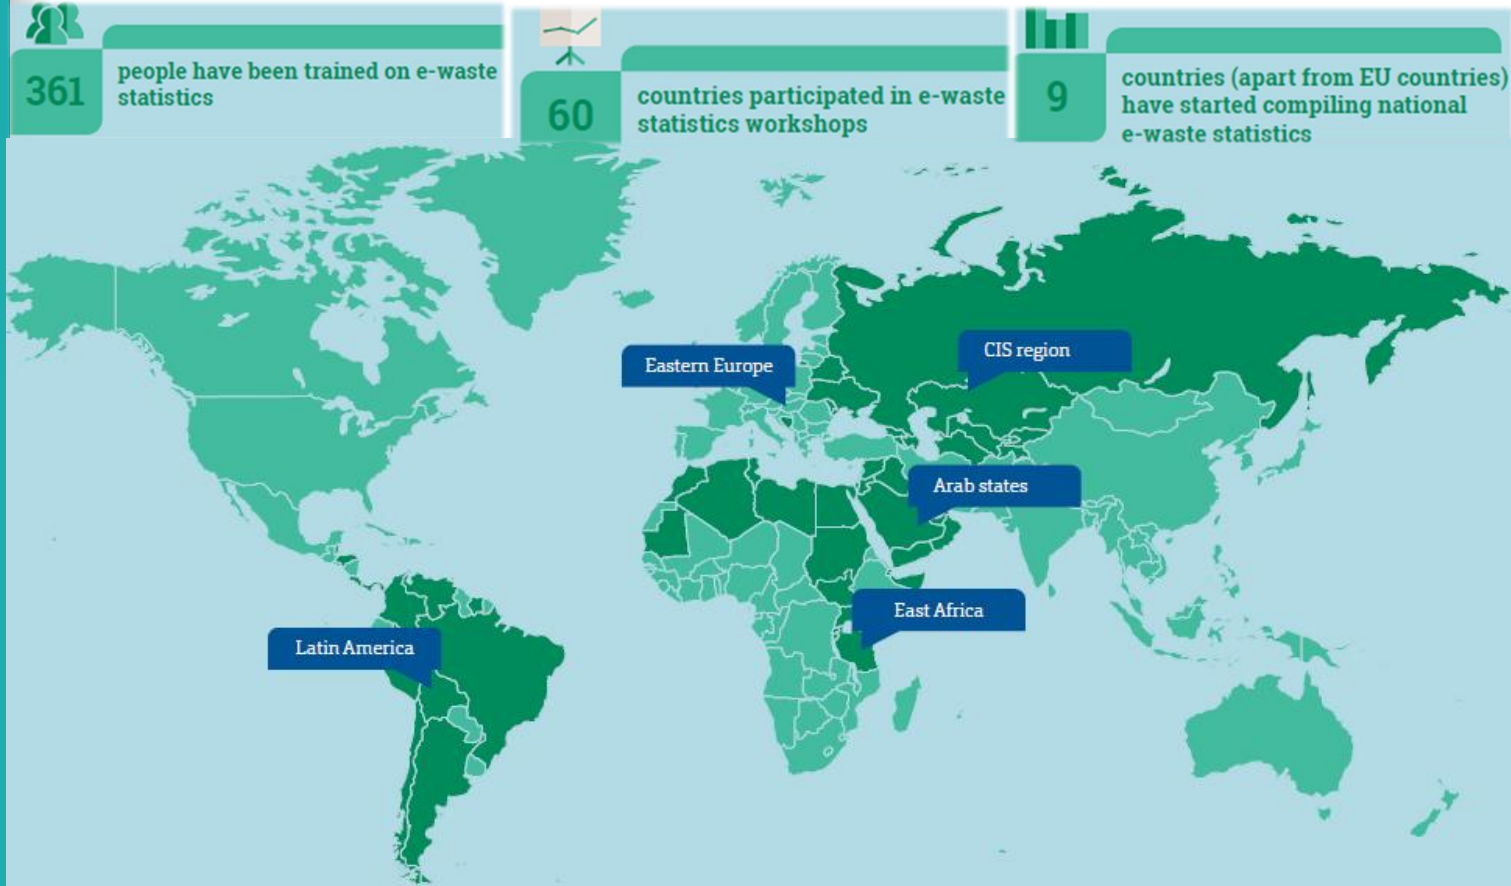 361
people have been trained on e-waste
statistics
60
countries participated in e-waste
statistics workshops
9
countries (apart from EU countries)
have started compiling national
e-waste statistics
CIS region
Eastern Europe
Arab states
East Africa
Latin America